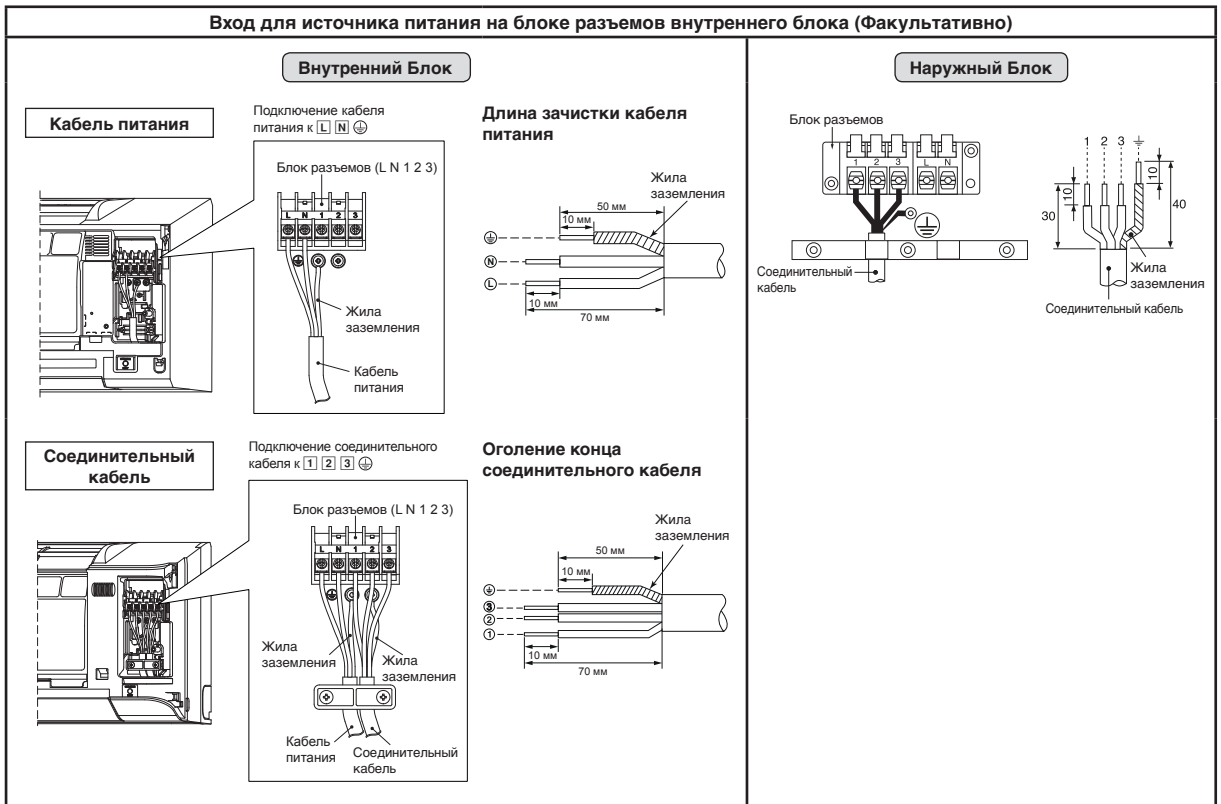 Вход для источника питания на блоке разъемов внутреннего блока (Факультативно)
Внутренний Блок
Кабель питания
Подключение кабеля
питания к L N ⏚
Блок разъемов (L N 1 2 3)
L N 1 2 3
Жила
заземления
Кабель
питания
Длина зачистки кабеля
питания
Жила
заземления
50 мм
10 мм
N
L
10 мм
70 мм
Соединительный
кабель
Подключение соединительного
кабеля к 1 2 3 ⏚
Блок разъемов (L N 1 2 3)
L N 1 2 3
Жила
заземления
Жила
заземления
Кабель
питания
Соединительный
кабель
Оголение конца
соединительного кабеля
Жила
заземления
50 мм
10 мм
3
2
1
10 мм
70 мм
Наружный Блок
Блок разъемов
1 2 3 L N
Соединительный
кабель
1 2 3
10
10
30
40
Жила
заземления
Соединительный кабель